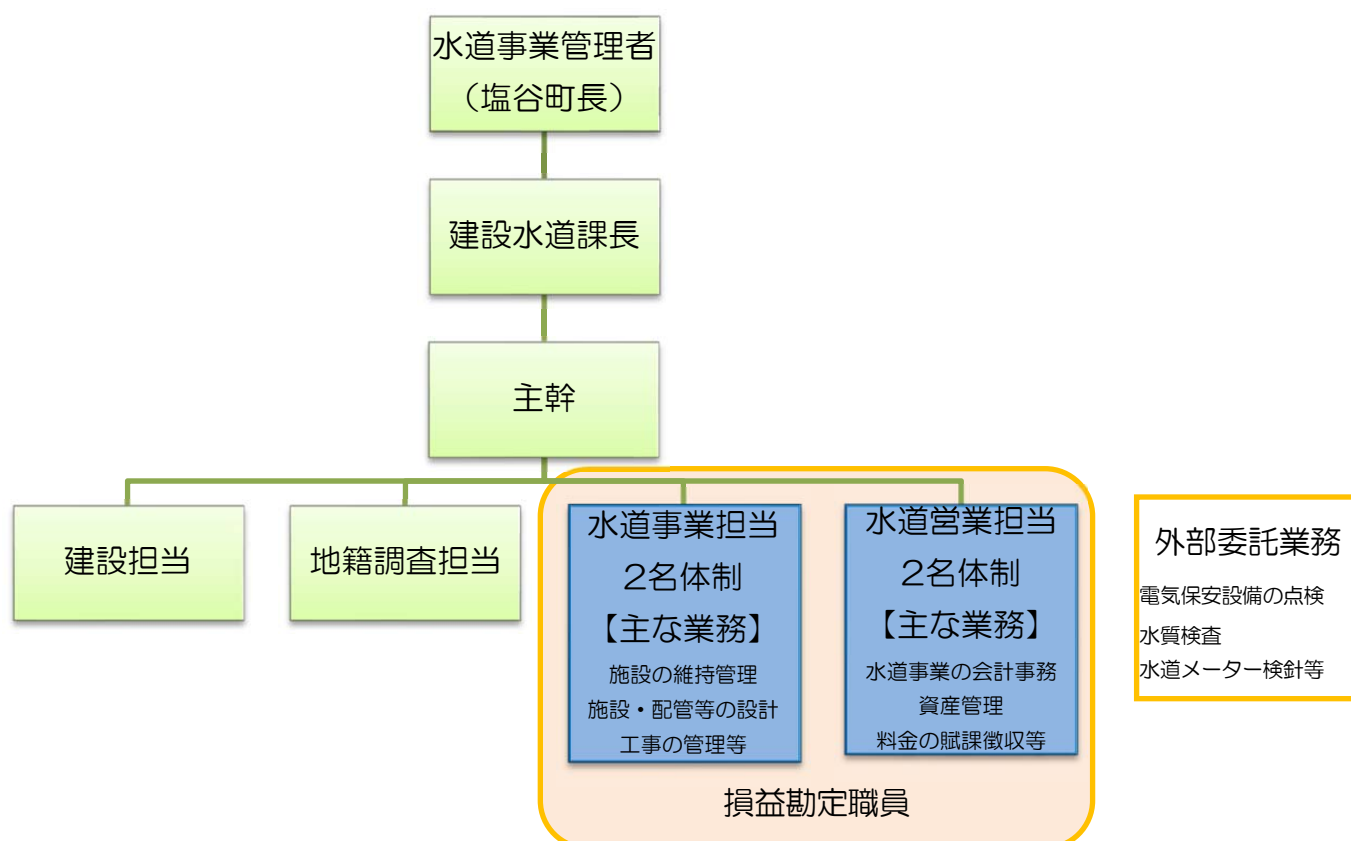 水道事業管理者
(塩谷町長)
建設水道課長
主幹
建設担当
地籍調査担当
水道事業担当
2名体制
【主な業務】
施設の維持管理
施設・配管等の設計
工事の管理等
水道営業担当
2名体制
【主な業務】
水道事業の会計事務
資産管理
料金の賦課徴収等
損益勘定職員
外部委託業務
電気保安設備の点検
水質検査
水道メーター検針等